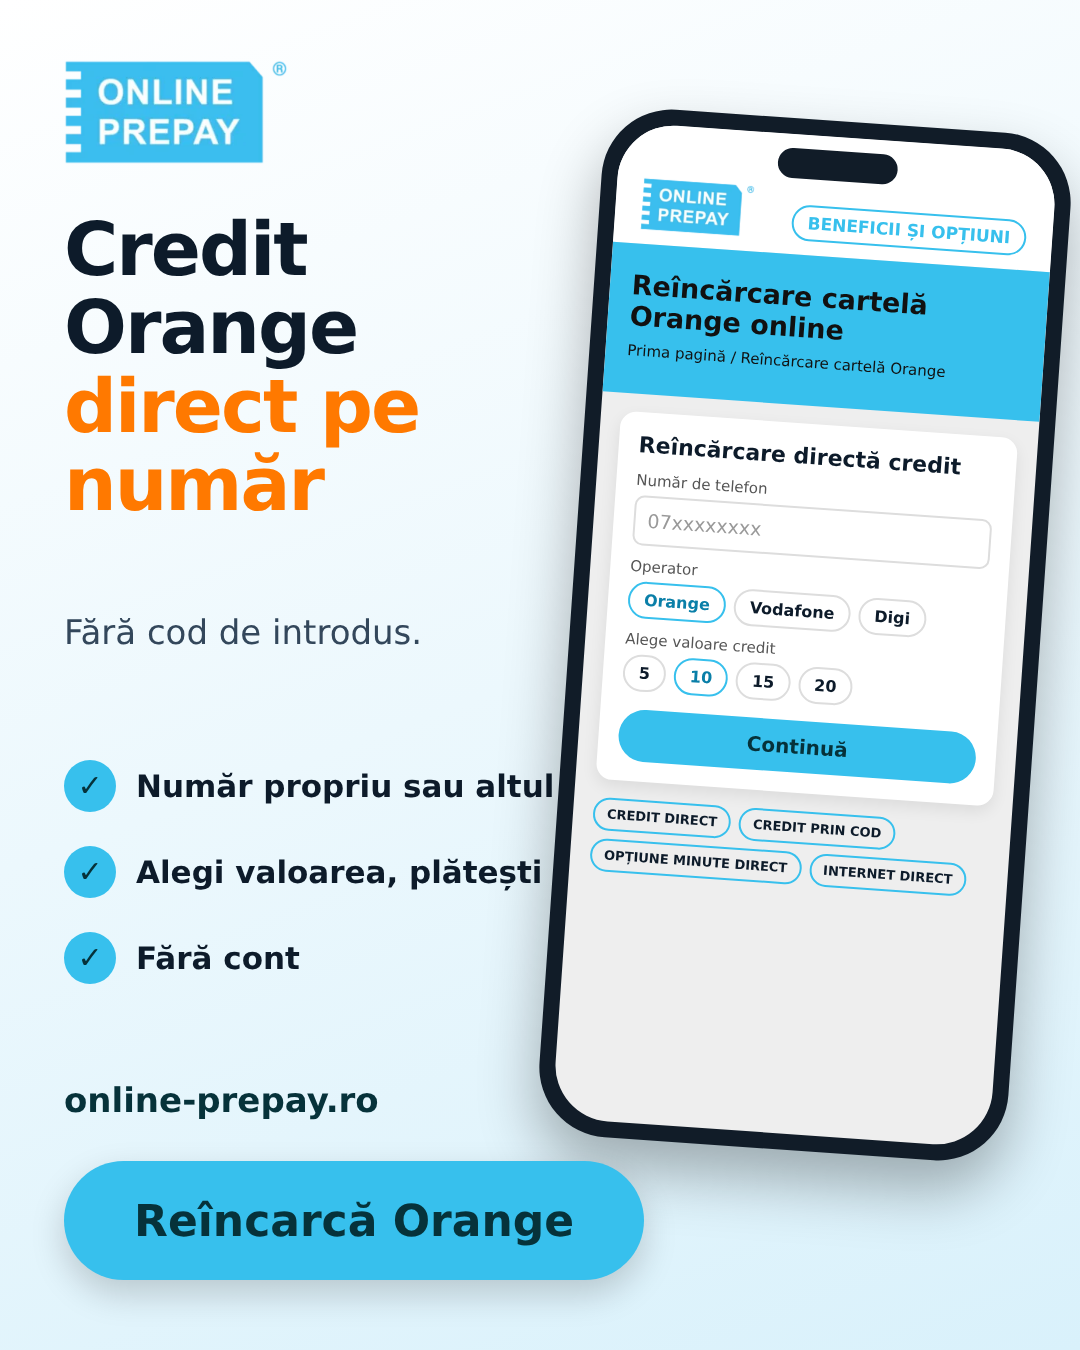 ONLINE
PREPAY
®
Credit
Orange
direct pe
număr
Fără cod de introdus.
✓ Număr propriu sau altul
✓ Alegi valoarea, plătești
✓ Fără cont
online-prepay.ro
Reîncarcă Orange
ONLINE
PREPAY
®
BENEFICII ȘI OPȚIUNI
Reîncărcare cartelă
Orange online
Prima pagină / Reîncărcare cartelă Orange
Reîncărcare directă credit
Număr de telefon
07xxxxxxxx
Operator
Orange Vodafone Digi
Alege valoare credit
5 10 15 20
Continuă
CREDIT DIRECT CREDIT PRIN COD
OPȚIUNE MINUTE DIRECT INTERNET DIRECT